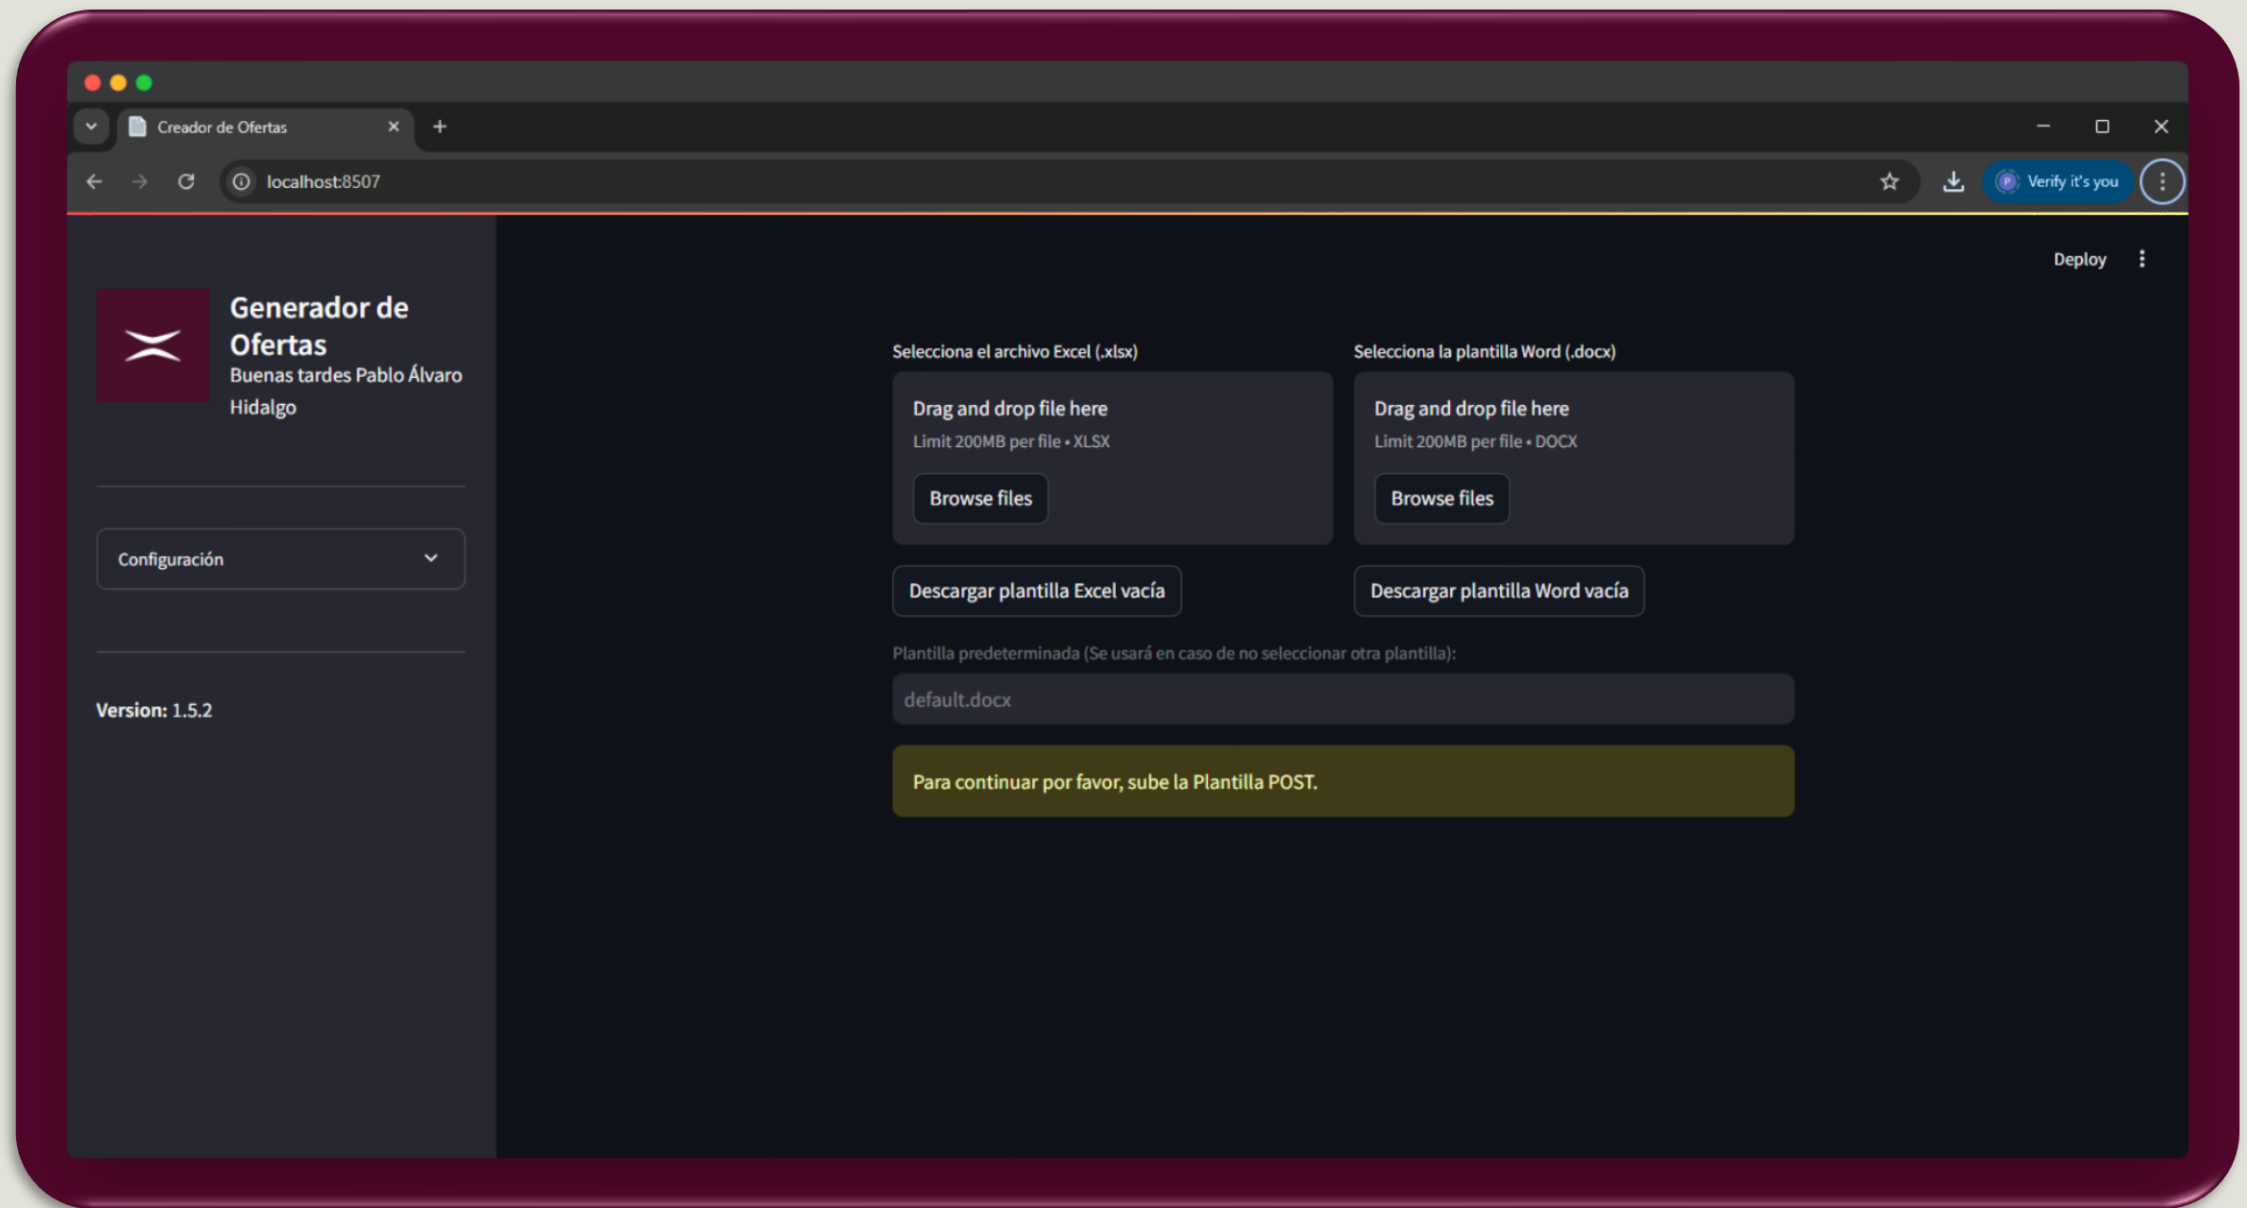 Creador de Ofertas
localhost:8507
Verify it's you
Deploy
Generador de
Ofertas
Buenas tardes Pablo Álvaro
Hidalgo
Configuración
Version: 1.5.2
Selecciona el archivo Excel (.xlsx)
Drag and drop file here
Limit 200MB per file • XLSX
Browse files
Descargar plantilla Excel vacía
Selecciona la plantilla Word (.docx)
Drag and drop file here
Limit 200MB per file • DOCX
Browse files
Descargar plantilla Word vacía
Plantilla predeterminada (Se usará en caso de no seleccionar otra plantilla):
default.docx
Para continuar por favor, sube la Plantilla POST.